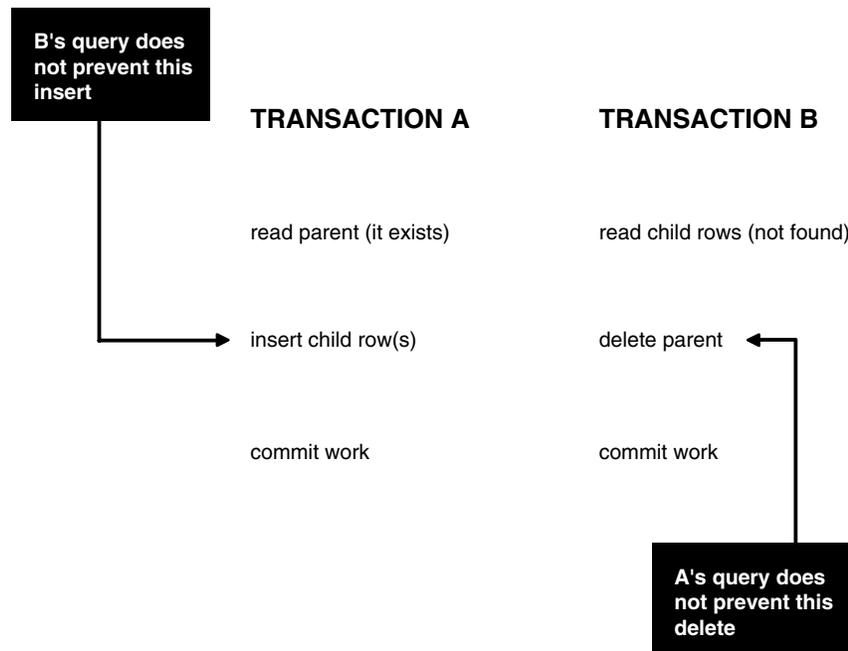 B's query does
not prevent this
insert
TRANSACTION A
TRANSACTION B
read parent (it exists)
read child rows (not found)
insert child row(s)
delete parent
commit work
commit work
A's query does
not prevent this
delete